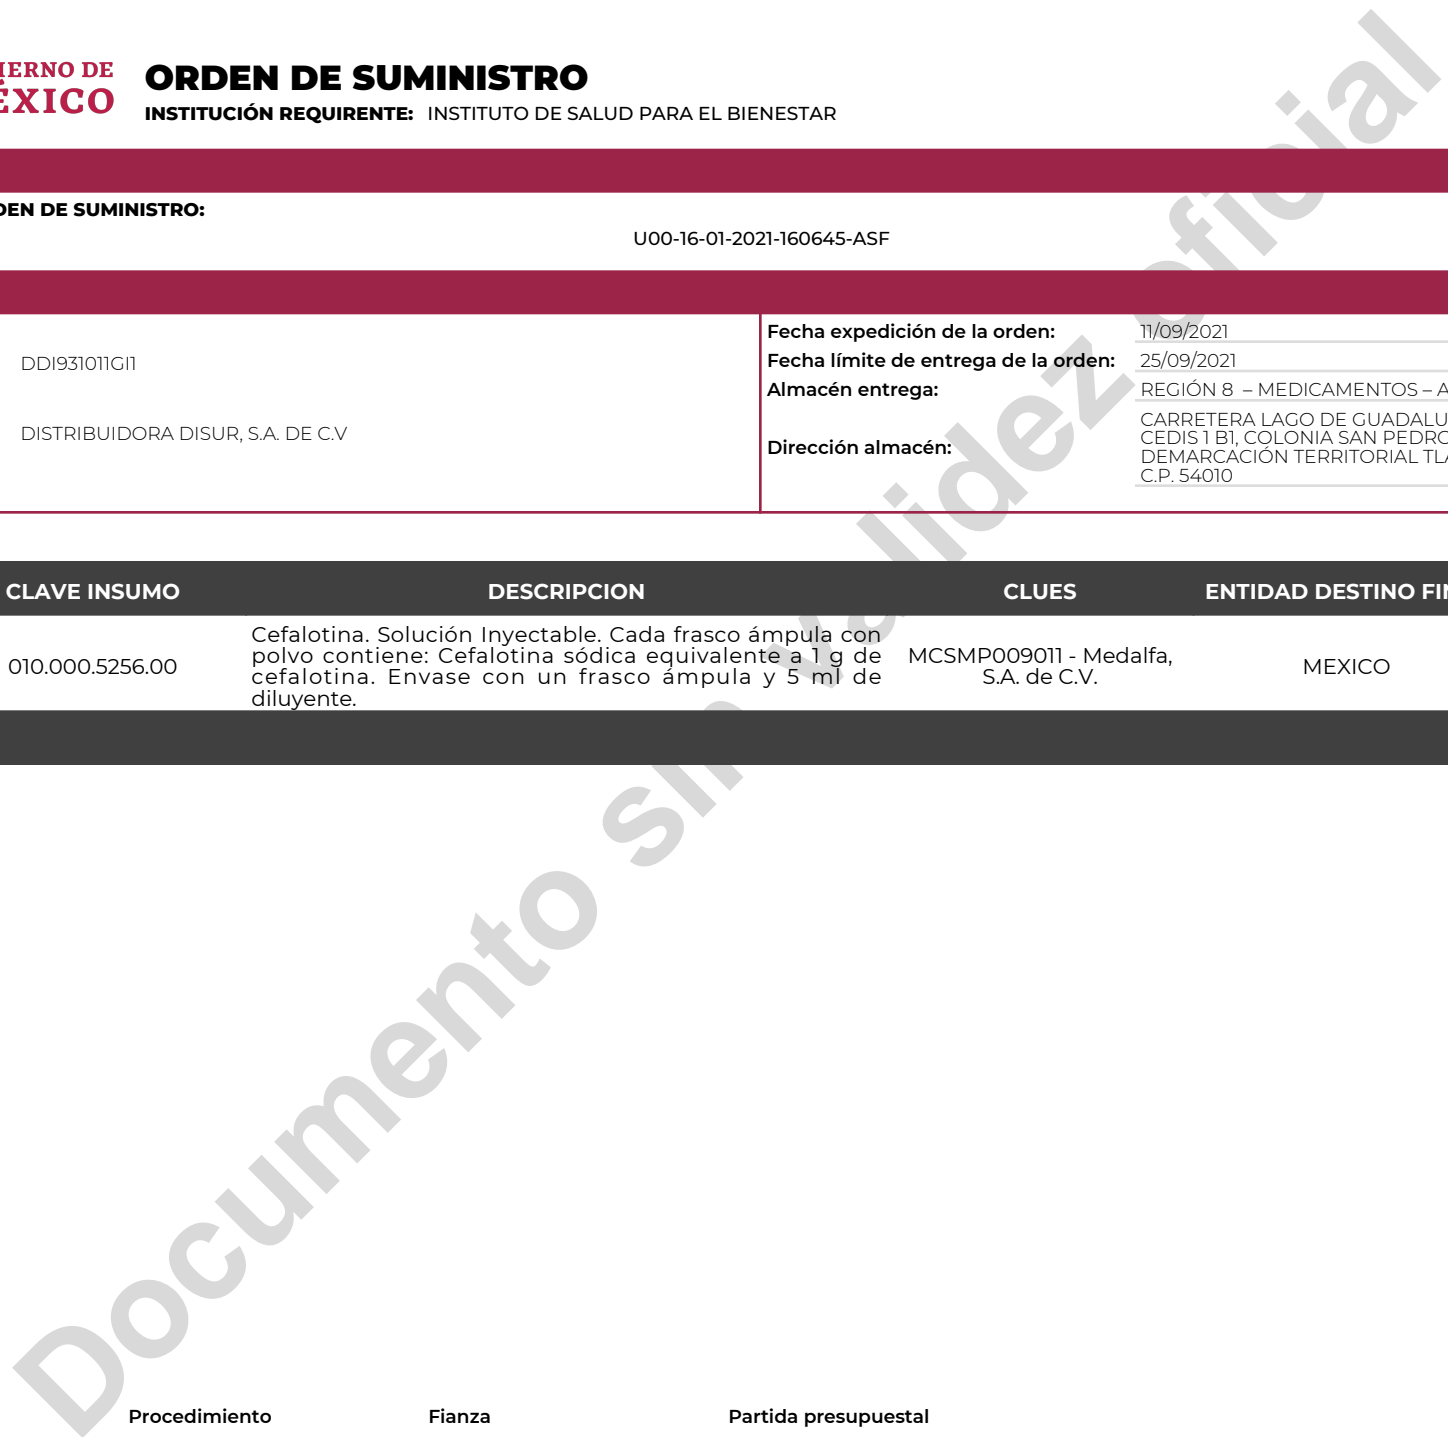 IERNO DE
ÉXICO
ORDEN DE SUMINISTRO
INSTITUCIÓN REQUIRENTE: INSTITUTO DE SALUD PARA EL BIENESTAR
DEN DE SUMINISTRO:
U00-16-01-2021-160645-ASF
DDI931011GI1
DISTRIBUIDORA DISUR, S.A. DE C.V
Fecha expedición de la orden: 11/09/2021
Fecha límite de entrega de la orden: 25/09/2021
Almacén entrega: REGIÓN 8 – MEDICAMENTOS – A
Dirección almacén:
CARRETERA LAGO DE GUADALU
CEDIS 1 B1, COLONIA SAN PEDRO
DEMARCACIÓN TERRITORIAL TLA
C.P. 54010
CLAVE INSUMO DESCRIPCION CLUES ENTIDAD DESTINO FIN
010.000.5256.00
Cefalotina. Solución Inyectable. Cada frasco ámpula con
polvo contiene: Cefalotina sódica equivalente a 1 g de
cefalotina. Envase con un frasco ámpula y 5 ml de
diluyente.
MCSMP009011 - Medalfa,
S.A. de C.V.
MEXICO
Documento sin validez oficial
Procedimiento Fianza Partida presupuestal